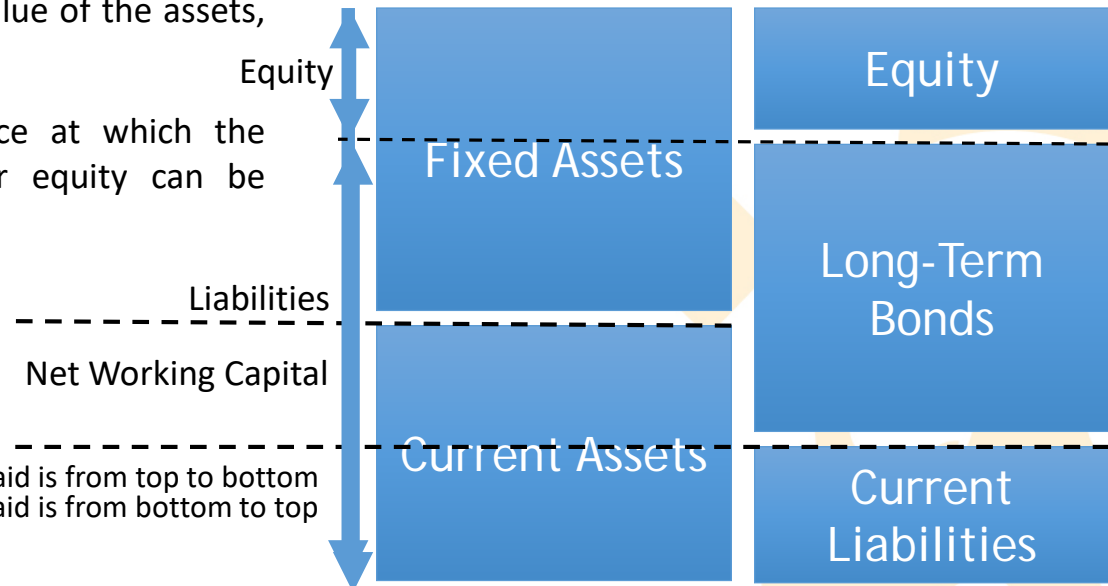 lue of the assets,
Equity
ce at which the
r equity can be
Liabilities
Net Working Capital
aid is from top to bottom
aid is from bottom to top
Fixed Assets
Current Assets
Equity
Long-Term
Bonds
Current
Liabilities